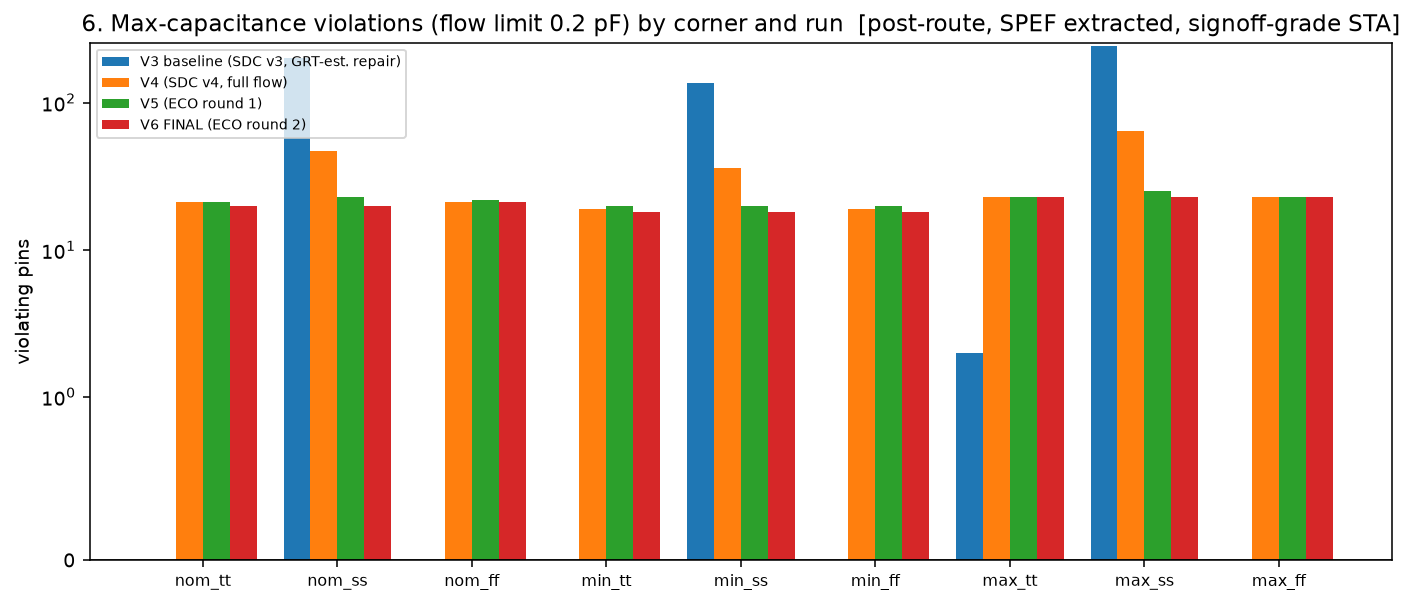 6. Max-capacitance violations (flow limit 0.2 pF) by corner and run  [post-route, SPEF extracted, signoff-grade STA]
V3 baseline (SDC v3, GRT-est. repair)
V4 (SDC v4, full flow)
V5 (ECO round 1)
V6 FINAL (ECO round 2)
violating pins
10²
10¹
10⁰
0
nom_tt nom_ss nom_ff min_tt min_ss min_ff max_tt max_ss max_ff